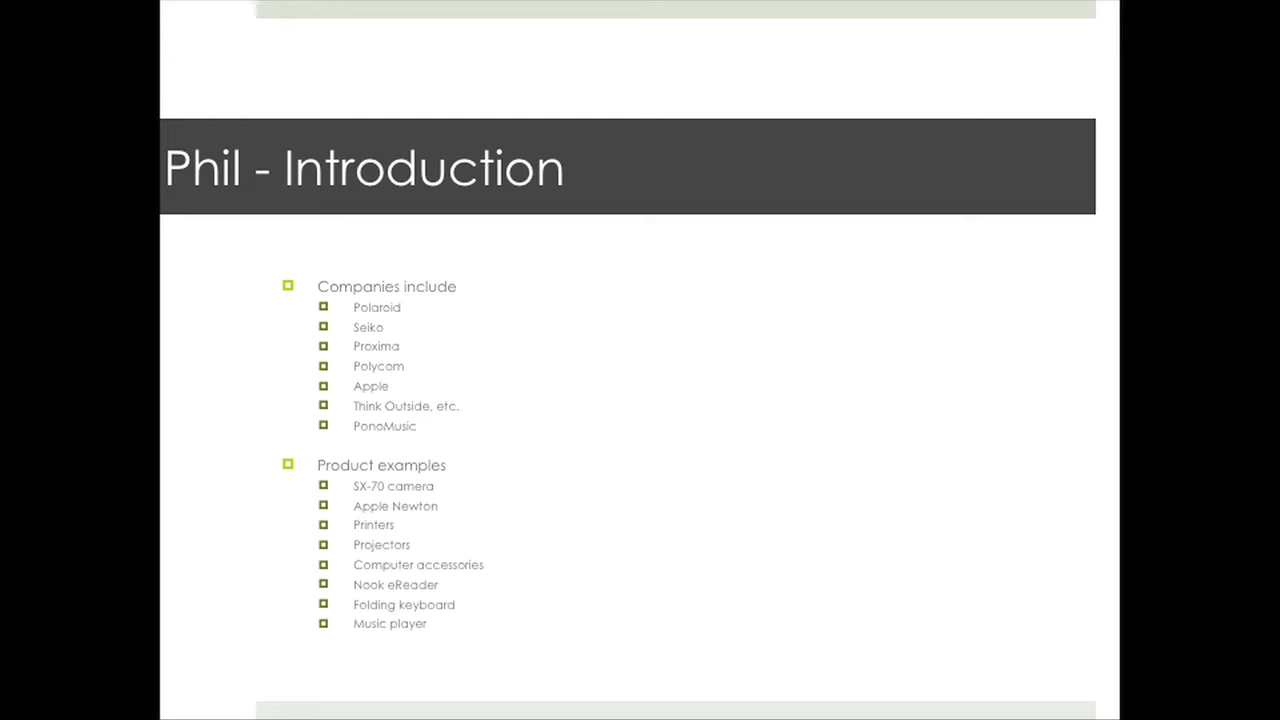 Phil - Introduction
Companies include
Polaroid
Seiko
Proxima
Polycom
Apple
Think Outside, etc.
PonoMusic
Product examples
SX-70 camera
Apple Newton
Printers
Projectors
Computer accessories
Nook eReader
Folding keyboard
Music player